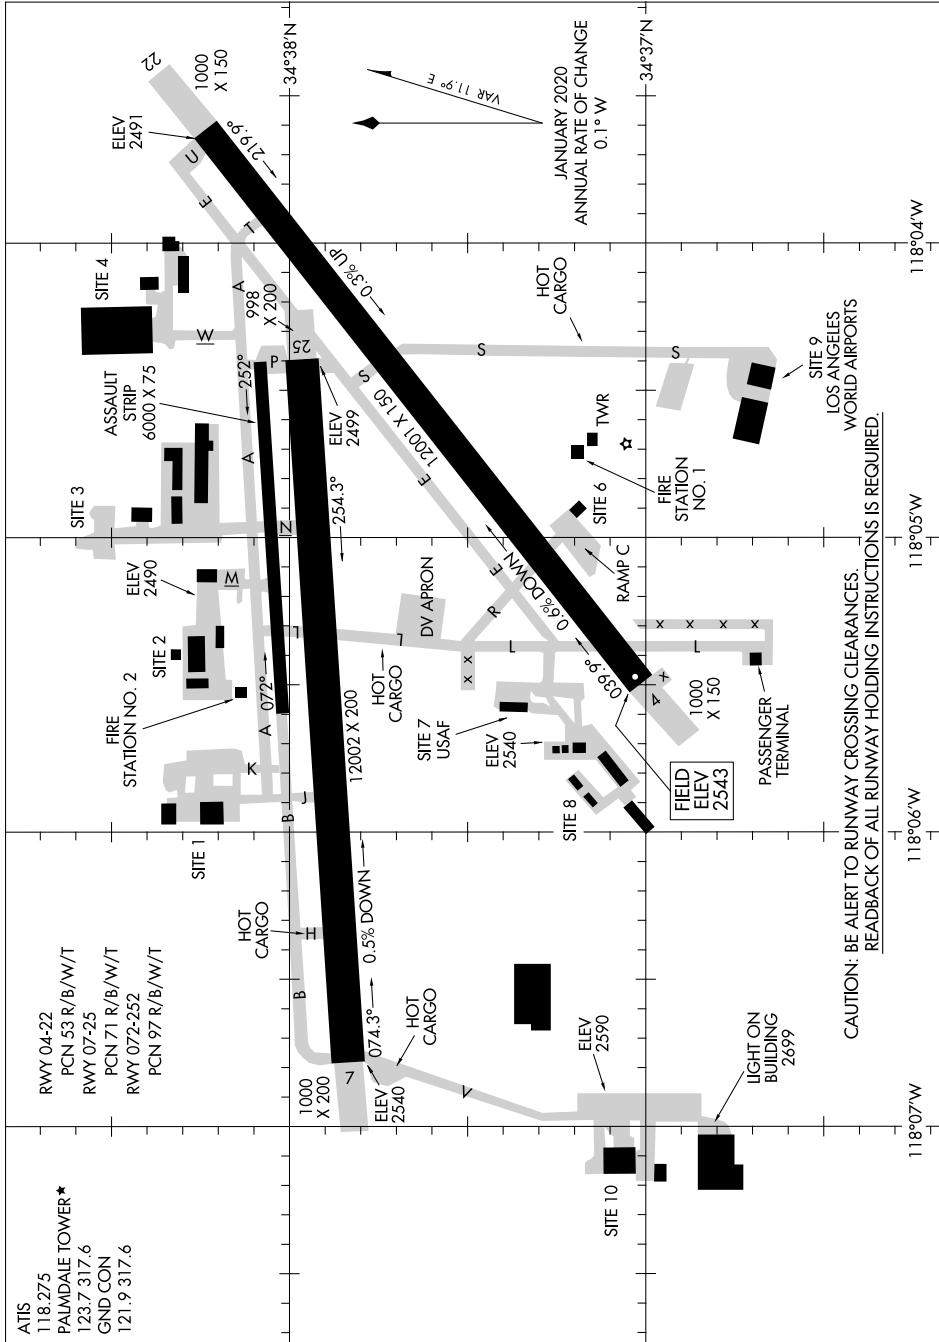 ATIS
118.275
PALMDALE TOWER★
123.7 317.6
GND CON
121.9 317.6
RWY 04-22
PCN 53 R/B/W/T
RWY 07-25
PCN 71 R/B/W/T
RWY 072-252
PCN 97 R/B/W/T
SITE 1
FIRE
STATION NO. 2
SITE 2
ELEV
2490
SITE 3
ASSAULT
STRIP
6000 X 75
SITE 4
ELEV
2491
22
1000
X 150
219.9°
34°38'N
U
E
T
A
998
X 200
W
252°
P
25
ELEV
2499
A
N
254.3°
M
L
072°
A
K
J
B
12002 X 200
HOT
CARGO
H
B
0.5% DOWN
074.3°
7
1000
X 200
ELEV
2540
HOT
CARGO
V
0.3% UP
12001 X 150
S
E
E
0.6% DOWN
039.9°
4
X
1000
X 150
HOT
CARGO
S
S
DV APRON
L
HOT
CARGO
R
X X
L
L
X X X X
SITE 7
USAF
ELEV
2540
SITE 8
FIELD
ELEV
2543
PASSENGER
TERMINAL
RAMP C
SITE 6
FIRE
STATION
NO. 1
TWR
SITE 9
LOS ANGELES
WORLD AIRPORTS
VAR 11.9° E
JANUARY 2020
ANNUAL RATE OF CHANGE
0.1° W
34°37'N
ELEV
2590
SITE 10
LIGHT ON
BUILDING
2699
118°07'W
118°06'W
118°05'W
118°04'W
CAUTION: BE ALERT TO RUNWAY CROSSING CLEARANCES.
READBACK OF ALL RUNWAY HOLDING INSTRUCTIONS IS REQUIRED.